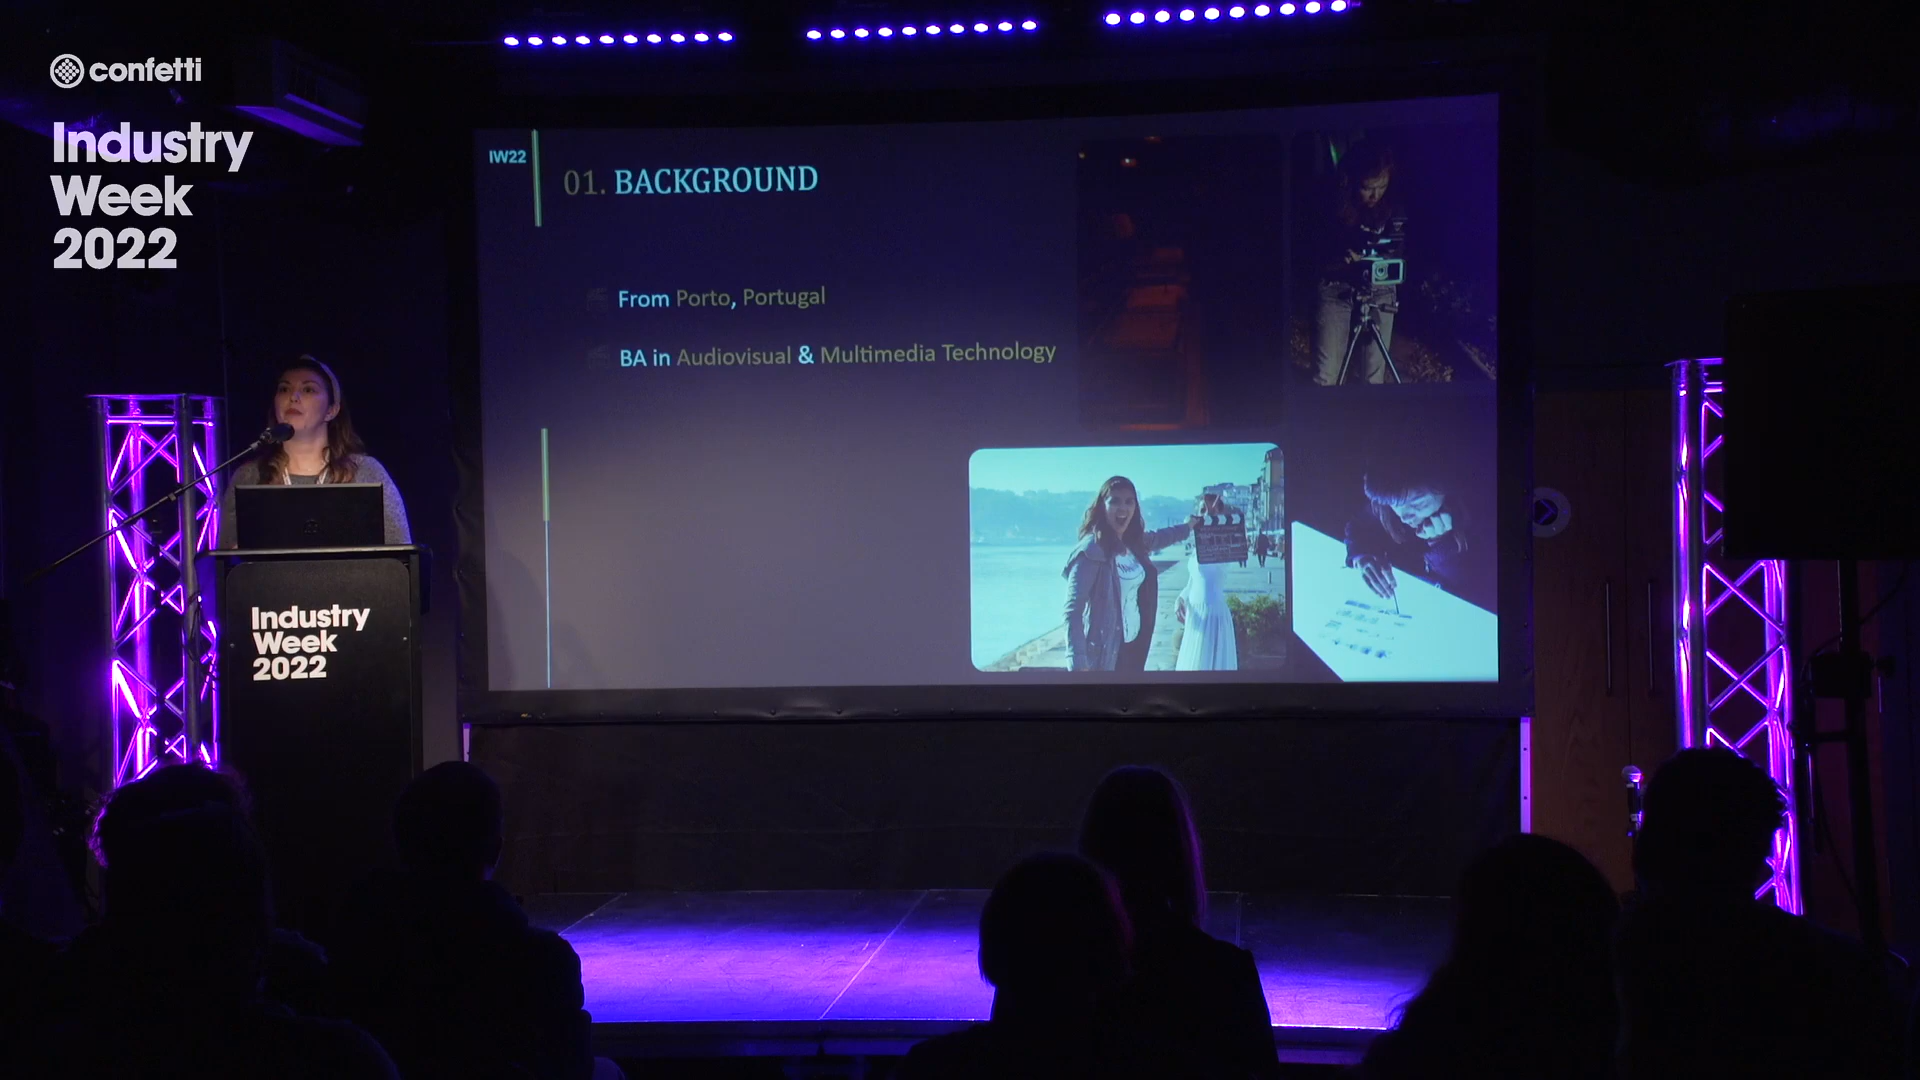 confetti
Industry
Week
2022
IW22
01. BACKGROUND
From Porto, Portugal
BA in Audiovisual & Multimedia Technology
Industry
Week
2022